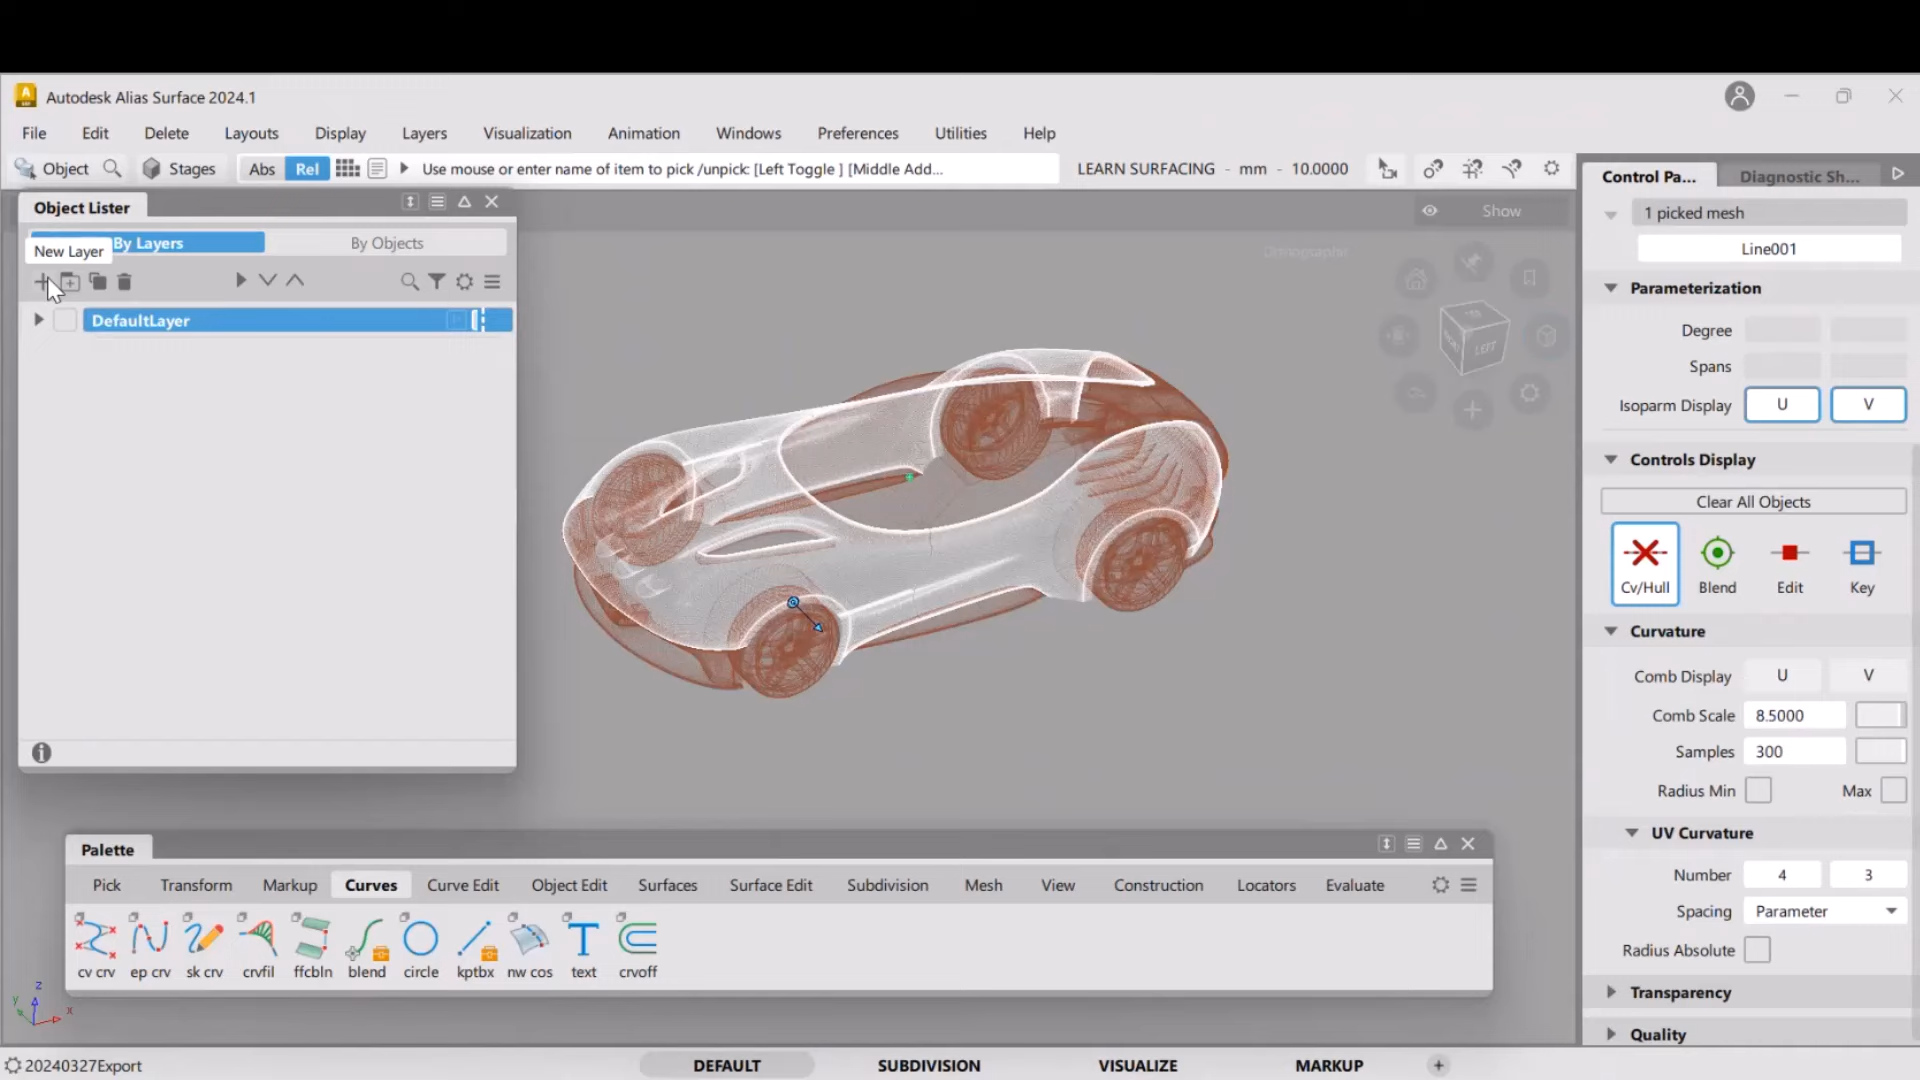 Autodesk Alias Surface 2024.1
File Edit Delete Layouts Display Layers Visualization Animation Windows Preferences Utilities Help
Object Stages Abs Rel Use mouse or enter name of item to pick /unpick: [Left Toggle ] [Middle Add... LEARN SURFACING - mm - 10.0000
Object Lister
By Layers By Objects
New Layer
DefaultLayer
Show
Orthographic
LEFT
Control Pa... Diagnostic Sh...
1 picked mesh
Line001
Parameterization
Degree
Spans
Isoparm Display U V
Controls Display
Clear All Objects
Cv/Hull Blend Edit Key
Curvature
Comb Display U V
Comb Scale 8.5000
Samples 300
Radius Min Max
UV Curvature
Number 4 3
Spacing Parameter
Radius Absolute
Transparency
Quality
Palette
Pick Transform Markup Curves Curve Edit Object Edit Surfaces Surface Edit Subdivision Mesh View Construction Locators Evaluate
cv crv ep crv sk crv crvfil ffcbln blend circle kptbx nw cos text crvoff
z
y x
20240327Export DEFAULT SUBDIVISION VISUALIZE MARKUP +